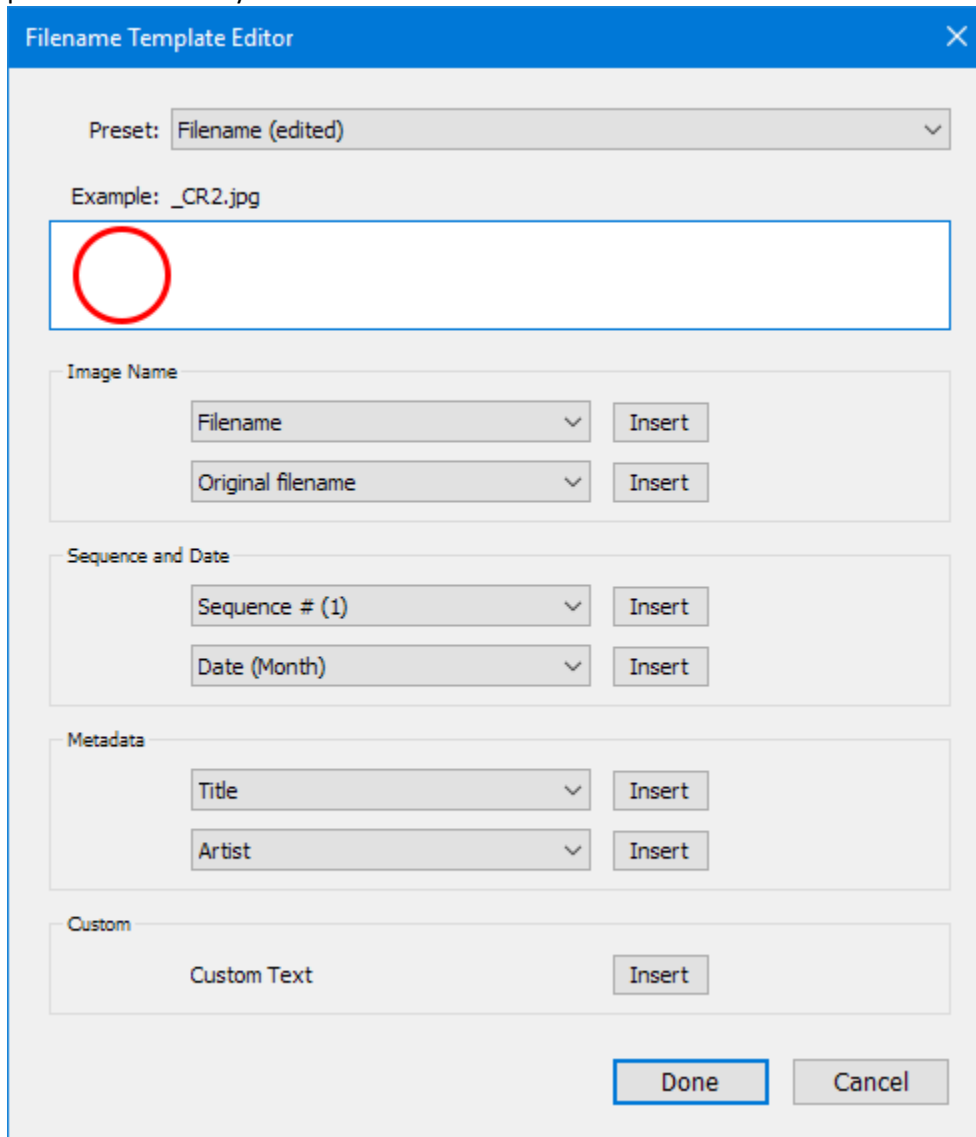 Filename Template Editor
Preset: Filename (edited)
Example: _CR2.jpg
Image Name
Filename Insert
Original filename Insert
Sequence and Date
Sequence # (1) Insert
Date (Month) Insert
Metadata
Title Insert
Artist Insert
Custom
Custom Text Insert
Done Cancel